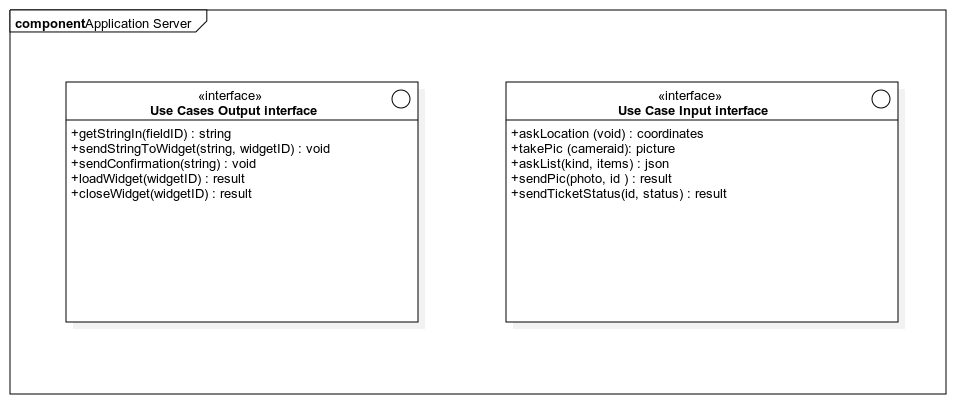 componentApplication Server
«interface»
Use Cases Output interface
+getStringIn(fieldID) : string
+sendStringToWidget(string, widgetID) : void
+sendConfirmation(string) : void
+loadWidget(widgetID) : result
+closeWidget(widgetID) : result
«interface»
Use Case Input interface
+askLocation (void) : coordinates
+takePic (cameraid): picture
+askList(kind, items) : json
+sendPic(photo, id ) : result
+sendTicketStatus(id, status) : result